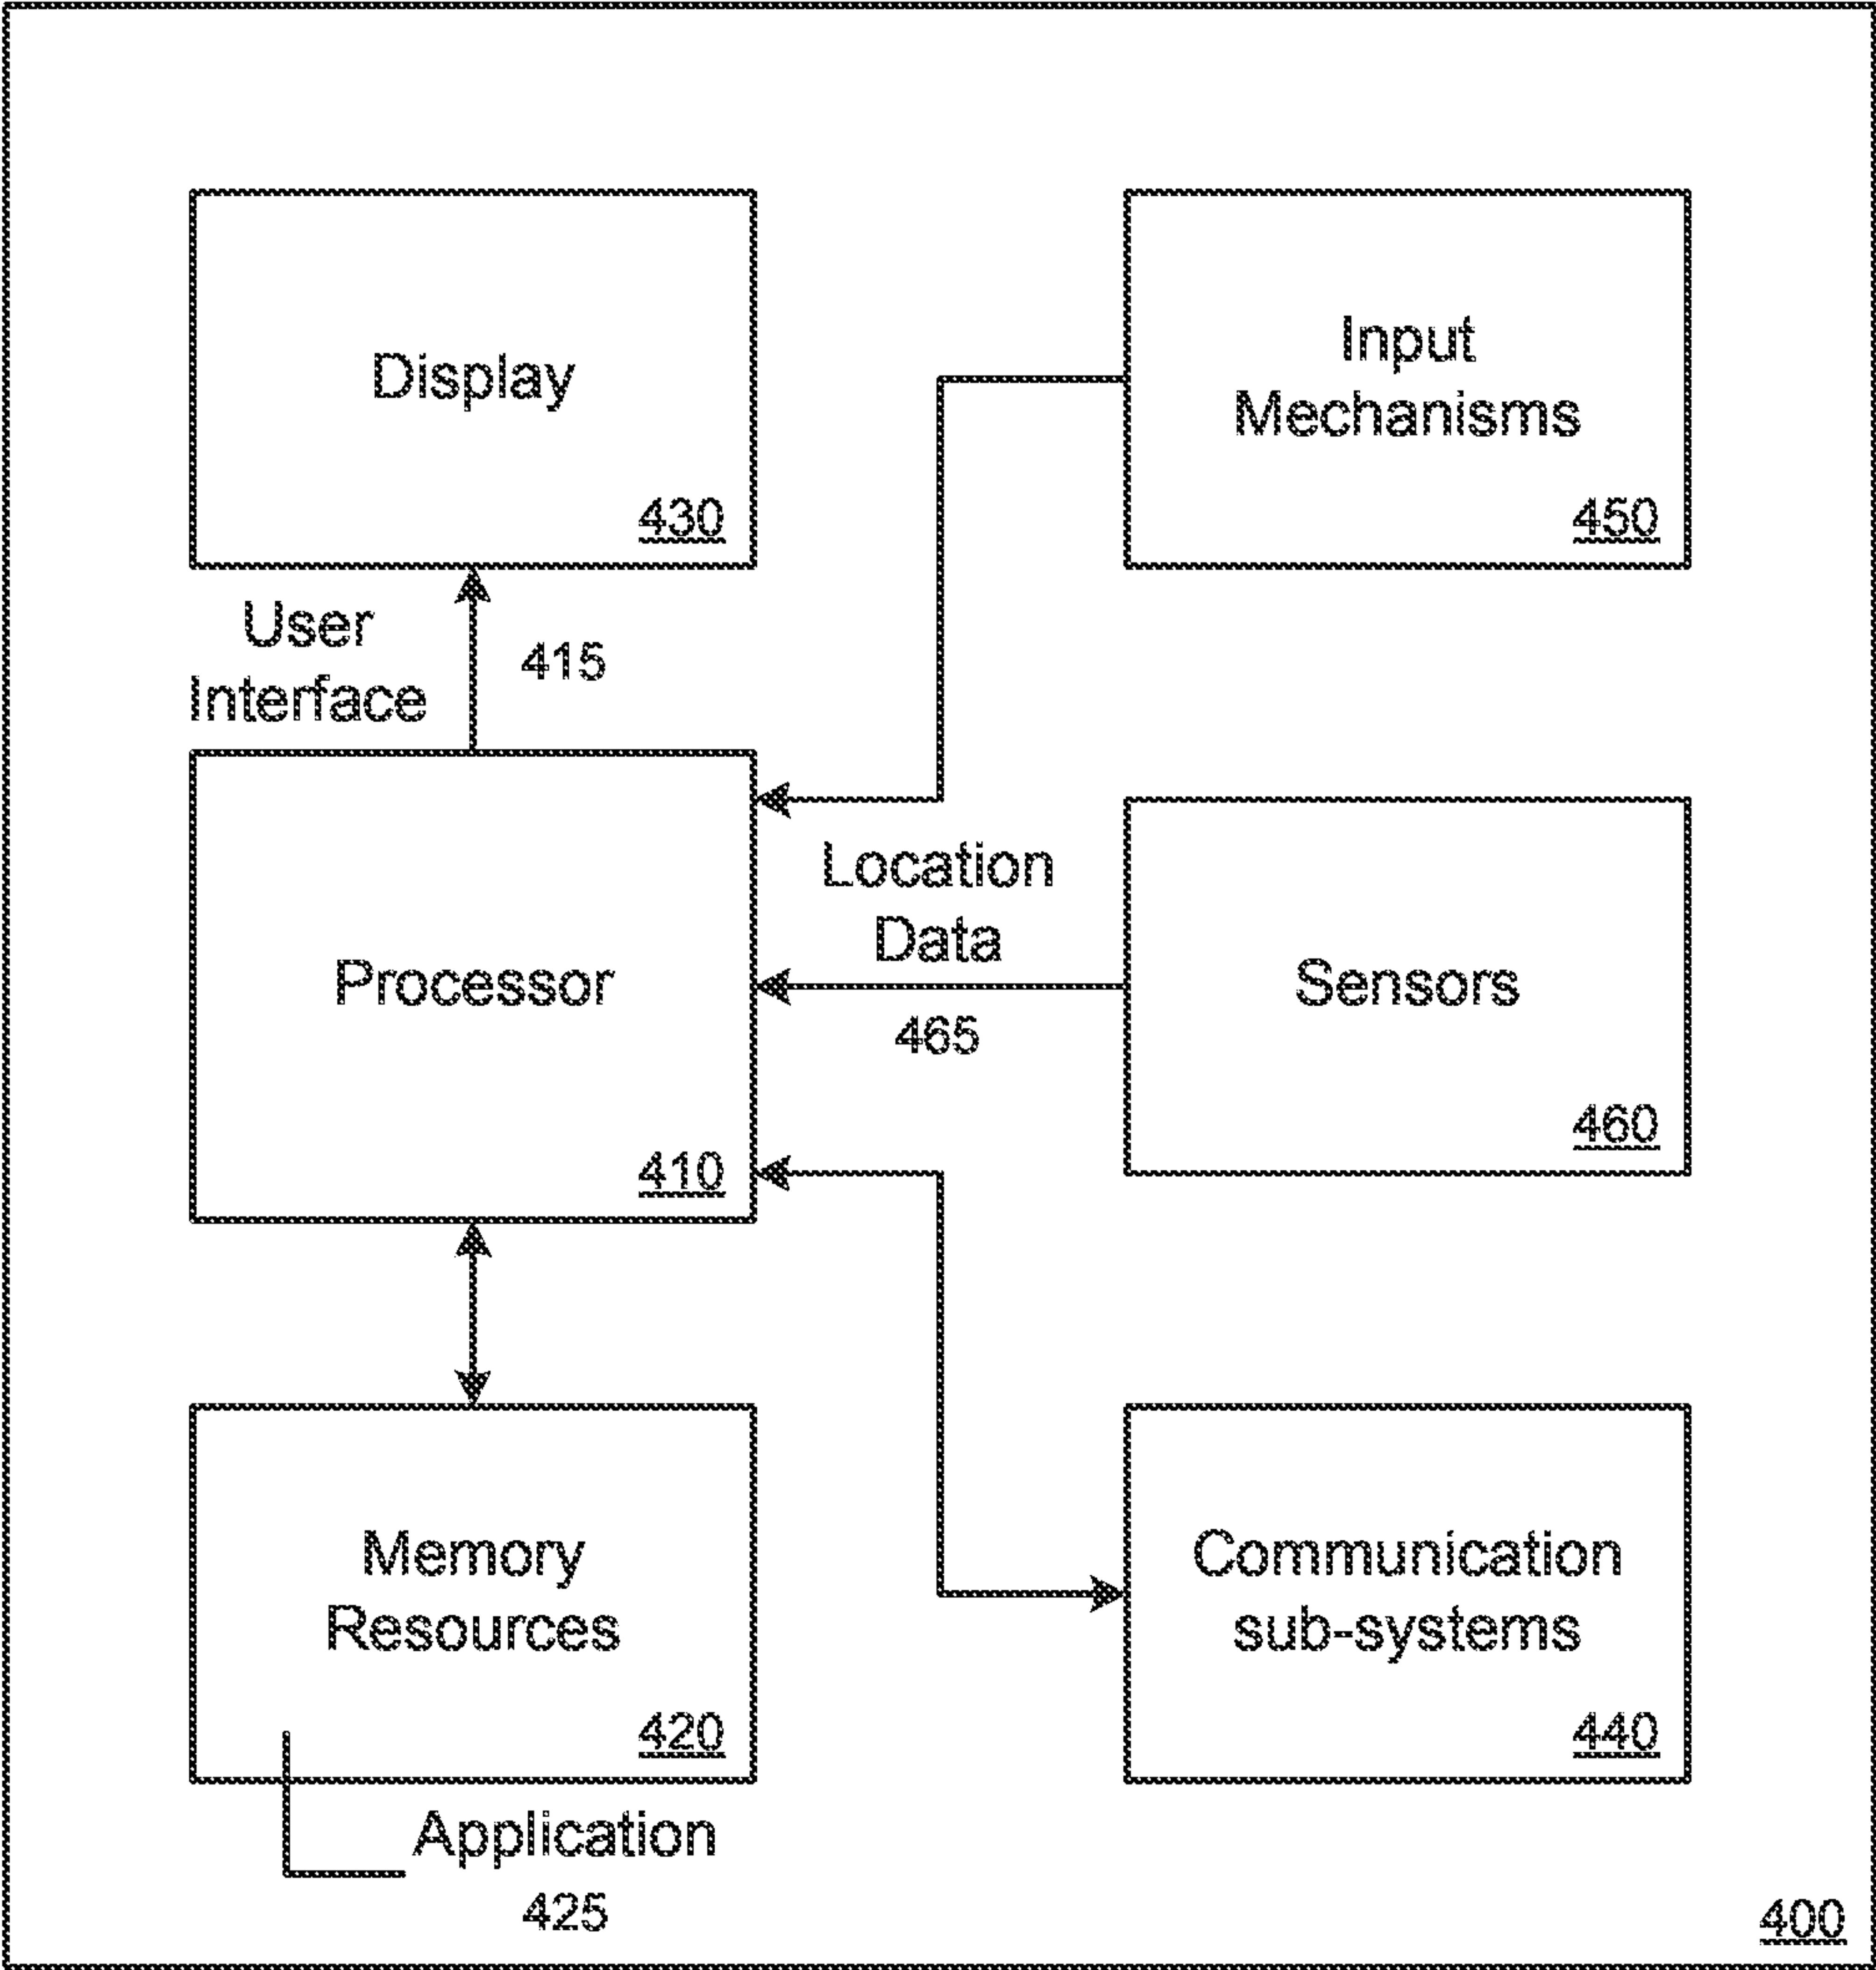 Display
430
Input
Mechanisms
450
User
Interface
415
Processor
410
Location
Data
465
Sensors
460
Memory
Resources
420
Communication
sub-systems
440
Application
425
400